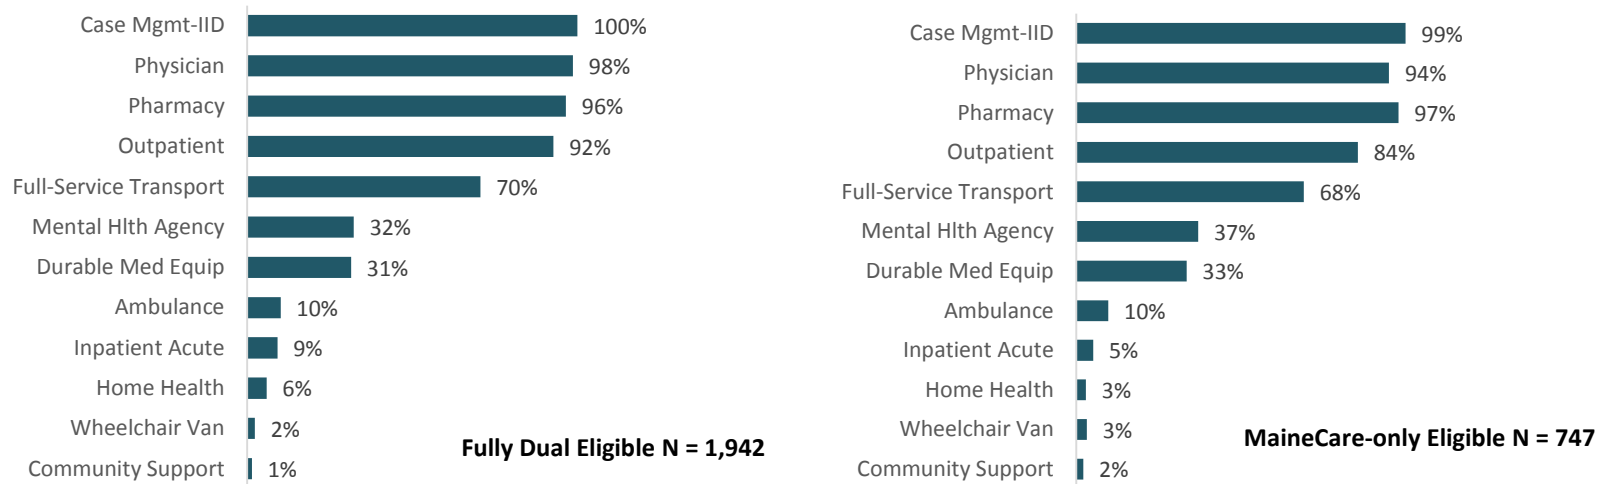 Case Mgmt-IID 100%
Physician 98%
Pharmacy 96%
Outpatient 92%
Full-Service Transport 70%
Mental Hlth Agency 32%
Durable Med Equip 31%
Ambulance 10%
Inpatient Acute 9%
Home Health 6%
Wheelchair Van 2%
Community Support 1%
Fully Dual Eligible N = 1,942
Case Mgmt-IID 99%
Physician 94%
Pharmacy 97%
Outpatient 84%
Full-Service Transport 68%
Mental Hlth Agency 37%
Durable Med Equip 33%
Ambulance 10%
Inpatient Acute 5%
Home Health 3%
Wheelchair Van 3%
Community Support 2%
MaineCare-only Eligible N = 747